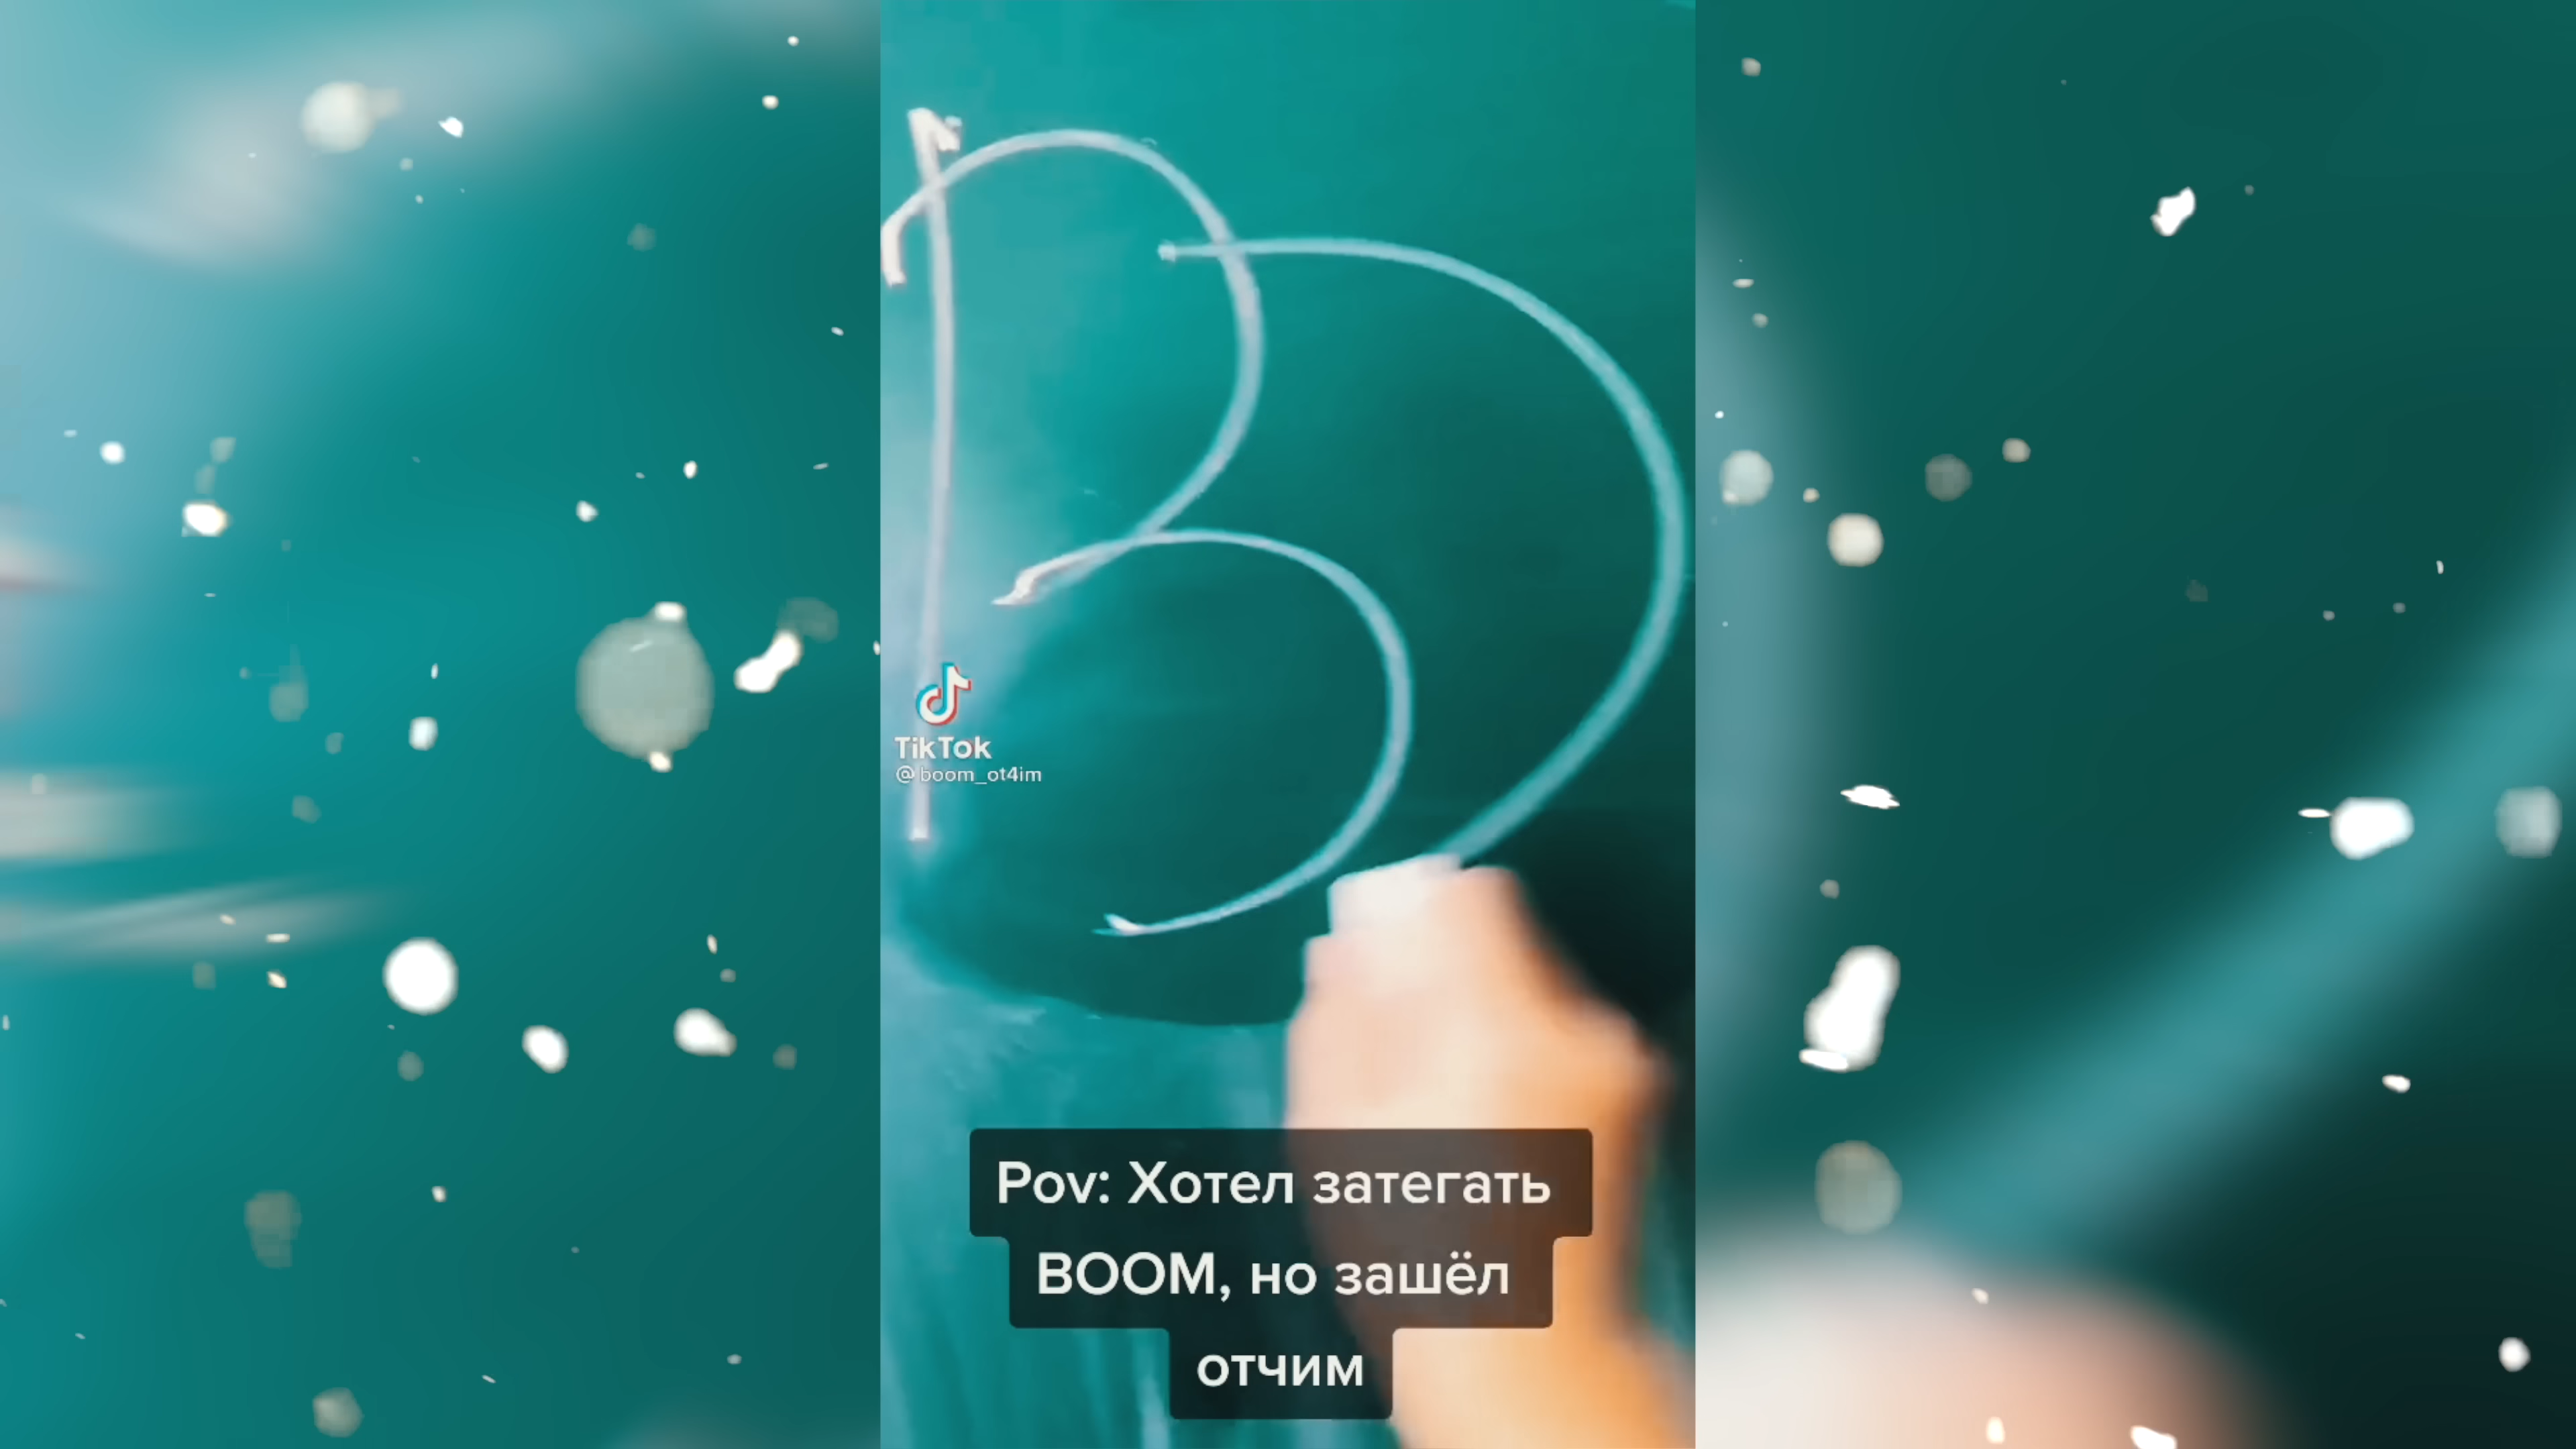 B
TikTok
@boom_ot4im
Pov: Хотел затегать
BOOM, но зашёл
отчим